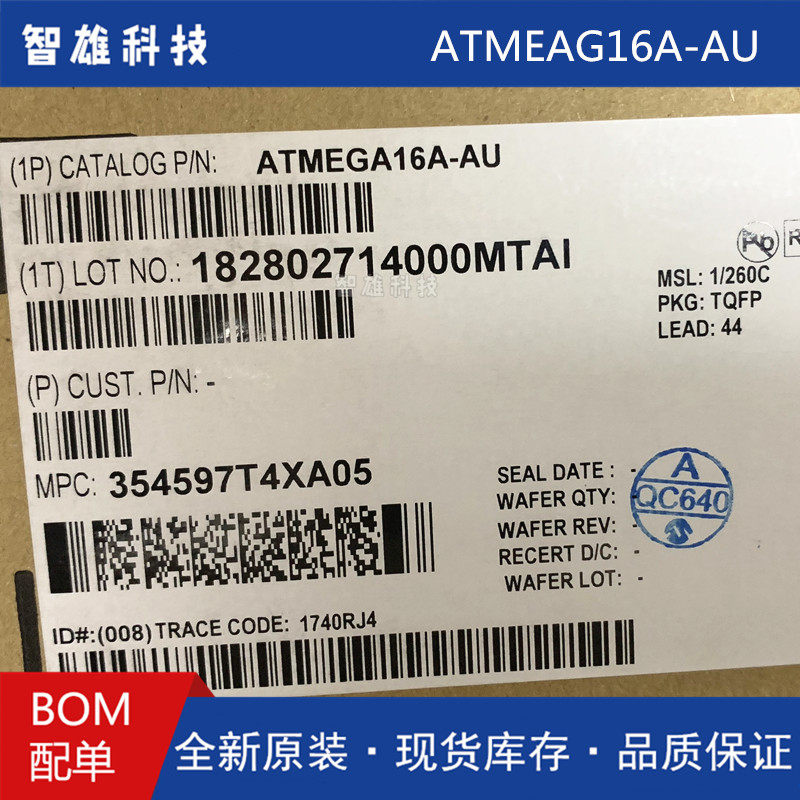 智雄科技
ATMEAG16A-AU
(1P) CATALOG P/N: ATMEGA16A-AU
(1T) LOT NO.: 182802714000MTAI
智雄科技
MSL: 1/260C
PKG: TQFP
LEAD: 44
(P) CUST. P/N: -
MPC: 354597T4XA05
SEAL DATE : -
WAFER QTY: -
WAFER REV: -
RECERT D/C: -
WAFER LOT: -
A
QC640
ID#:(008) TRACE CODE: 1740RJ4
BOM
配单
全新原装·现货库存·品质保证